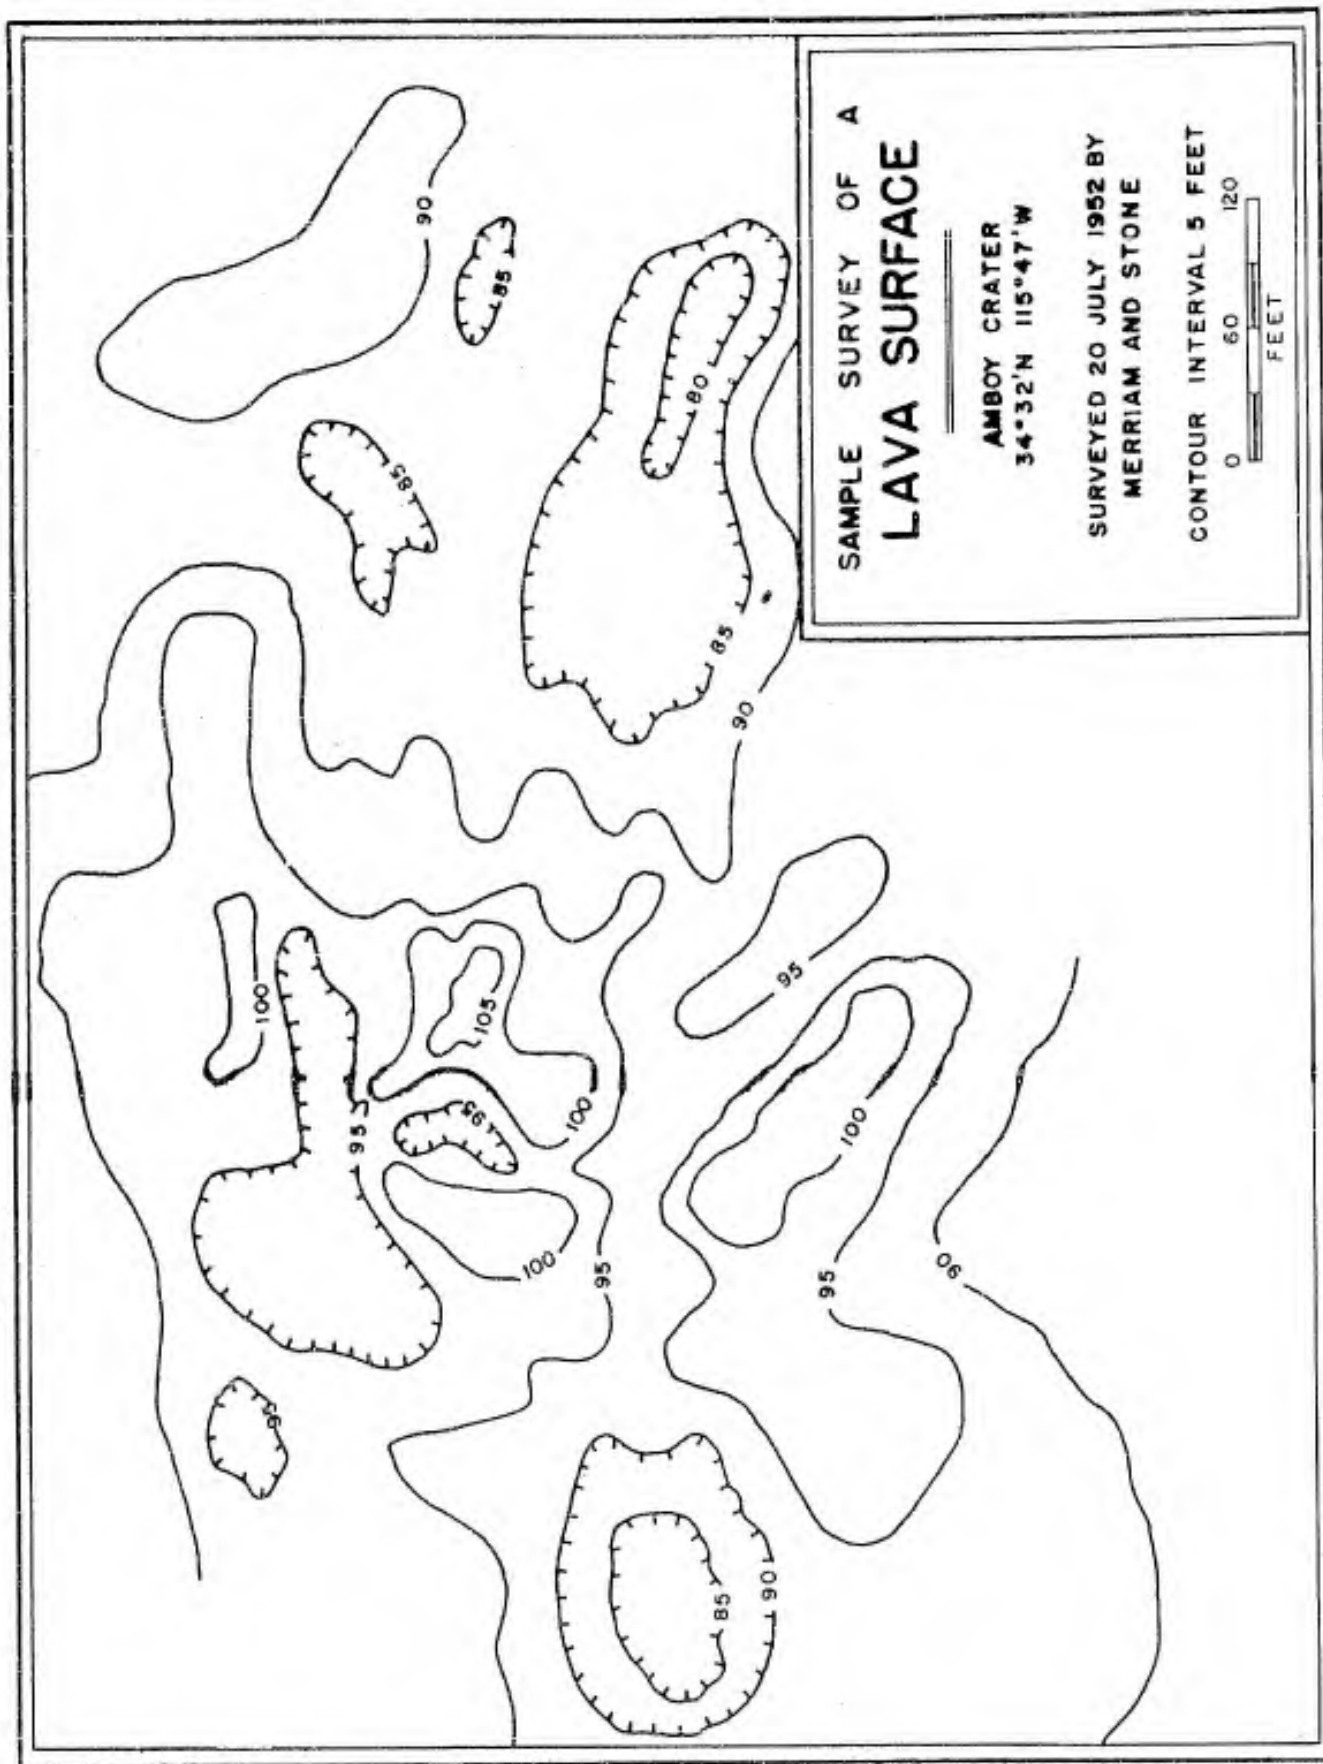 SAMPLE SURVEY OF A
LAVA SURFACE
AMBOY CRATER
34°32'N 115°47'W
SURVEYED 20 JULY 1952 BY
MERRIAM AND STONE
CONTOUR INTERVAL 5 FEET
0 60 120
FEET
90
85
85
80
85
90
100
105
95
95
95
100
100
100
95
95
90
95
85
90